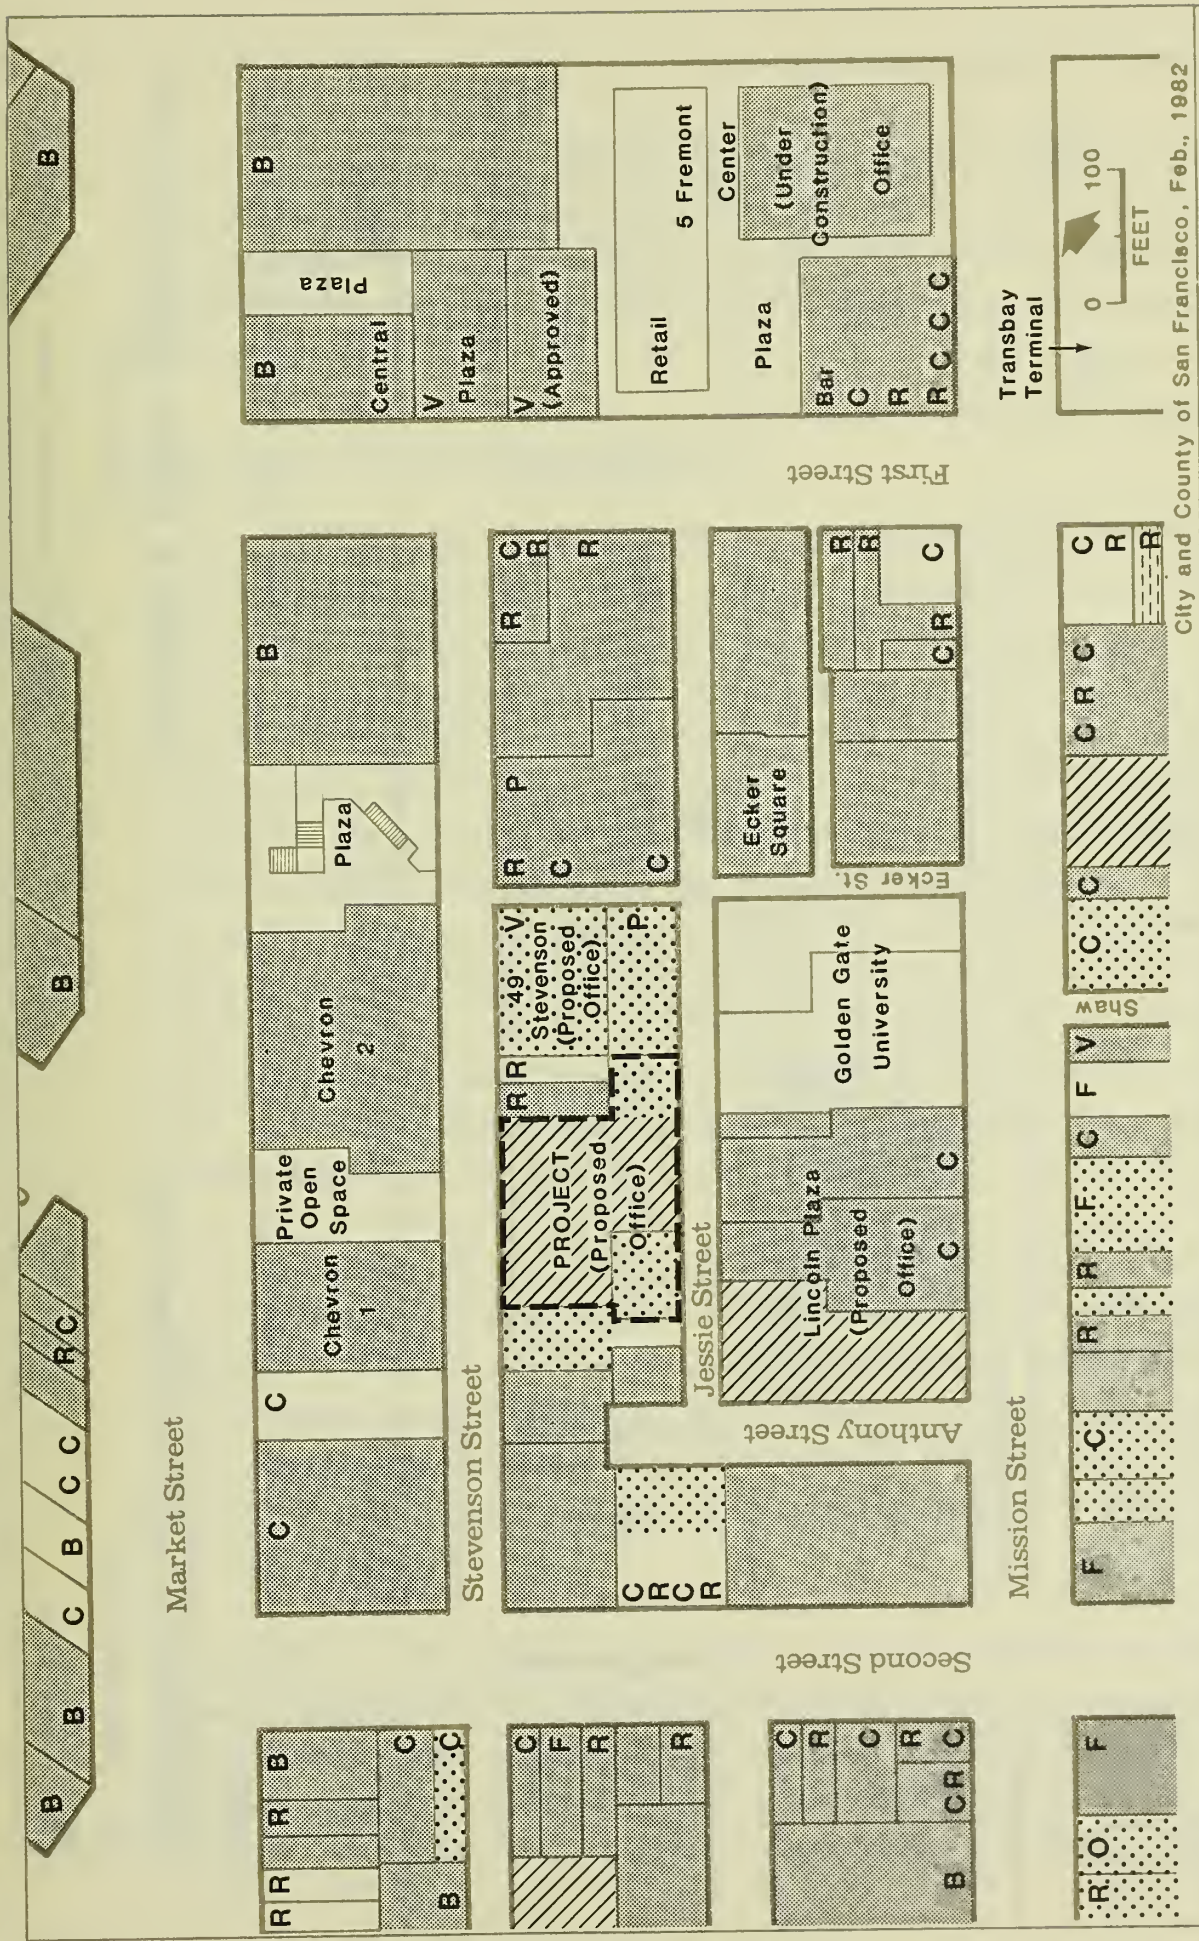 B
B
R C
C
C
B
C
B
B
Market Street
B
Plaza
B
Central
V
Plaza
V
(Approved)
Retail
5 Fremont
Center
Plaza
(Under
Construction)
Office
Bar
C
R
R C C C
First Street
B
Plaza
Chevron
2
Private
Open
Space
Chevron
1
C
C
Stevenson Street
R C
R
R
R P
C
C
V
49
Stevenson
(Proposed
Office)
P
R R
PROJECT
(Proposed
Office)
Jessie Street
C
R
C
R
Ecker
Square
R
R
C
C R
Ecker St.
Golden Gate
University
Lincoln Plaza
(Proposed
Office)
C
C
Anthony Street
Mission Street
Second Street
R R
R
B
C
C
B
C
F
R
R
C
R
C
R
C R C
B
Transbay
Terminal
0 100
FEET
C
R
R
C R C
C
C
Shaw
V
F
C
F
R
R
C
F
F
O
R
City and County of San Francisco, Feb., 1982